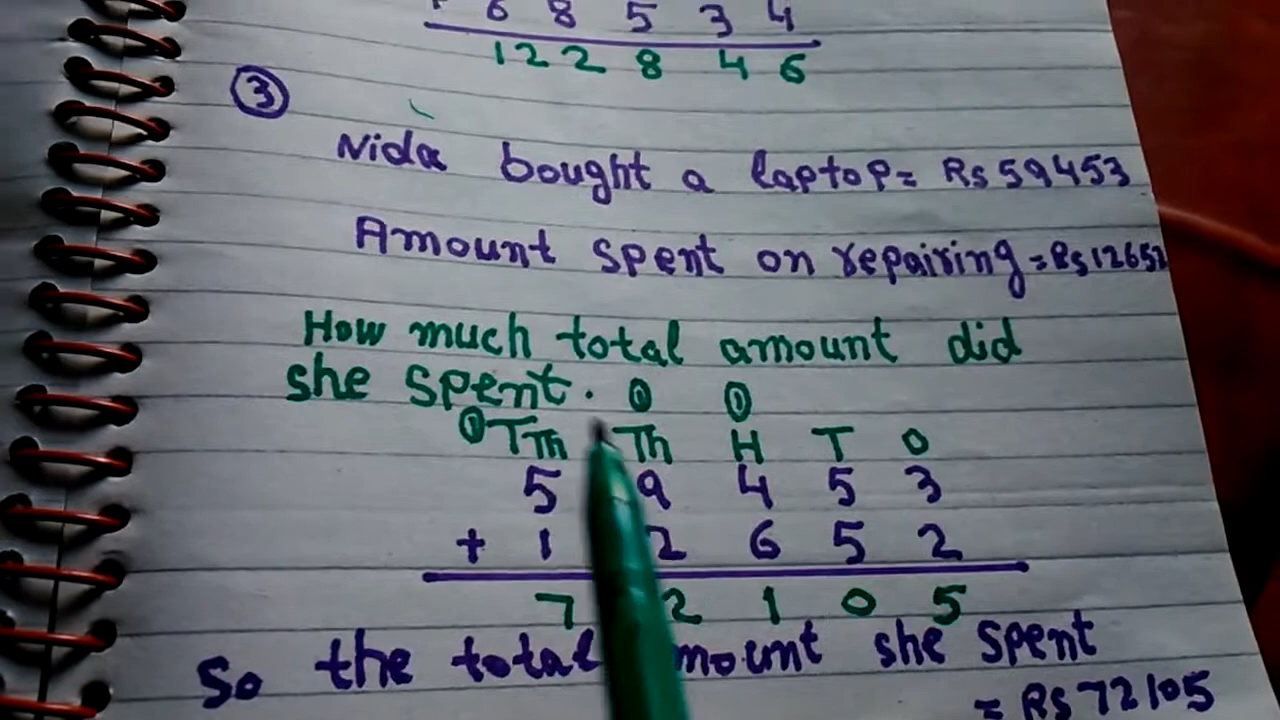 6 8 5 3 4
1 2 2 8 4 6
3
Nida bought a laptop = Rs 59453
Amount spent on repairing = Rs 12652
How much total amount did
she spent.
1 1
1 TTh Th H T O
5 9 4 5 3
+ 1 2 6 5 2
7 2 1 0 5
So the total amount she spent
= Rs 72105